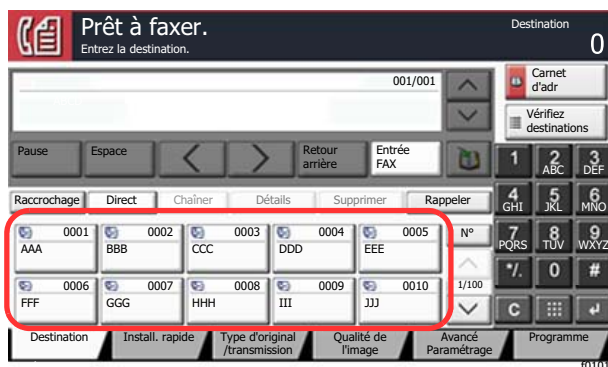 Prêt à faxer.
Entrez la destination.
Destination
0
001/001
Carnet
d'adr
Vérifiez
destinations
Pause
Espace
Retour
arrière
Entrée
FAX
1
2
ABC
3
DEF
Raccrochage
Direct
Chaîner
Détails
Supprimer
Rappeler
4
GHI
5
JKL
6
MNO
0001
AAA
0002
BBB
0003
CCC
0004
DDD
0005
EEE
N°
7
PQRS
8
TUV
9
WXYZ
0006
FFF
0007
GGG
0008
HHH
0009
III
0010
JJJ
1/100
*/.
0
#
C
Destination
Install. rapide
Type d'original
/transmission
Qualité de
l'image
Avancé
Paramétrage
Programme
f0101